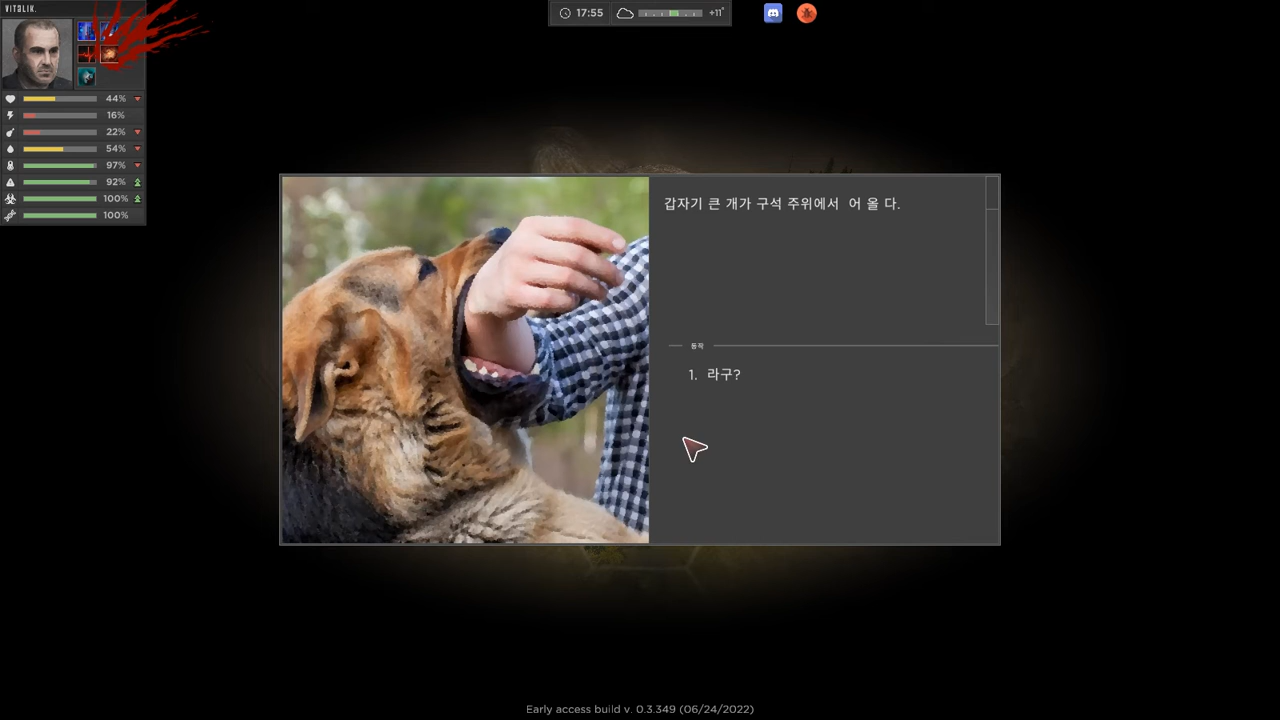 VITALIK.
17:55
+11°
44%
16%
22%
54%
97%
92%
100%
100%
갑자기 큰 개가 구석 주위에서 어 올 다.
동작
1. 라구?
Early access build v. 0.3.349 (06/24/2022)